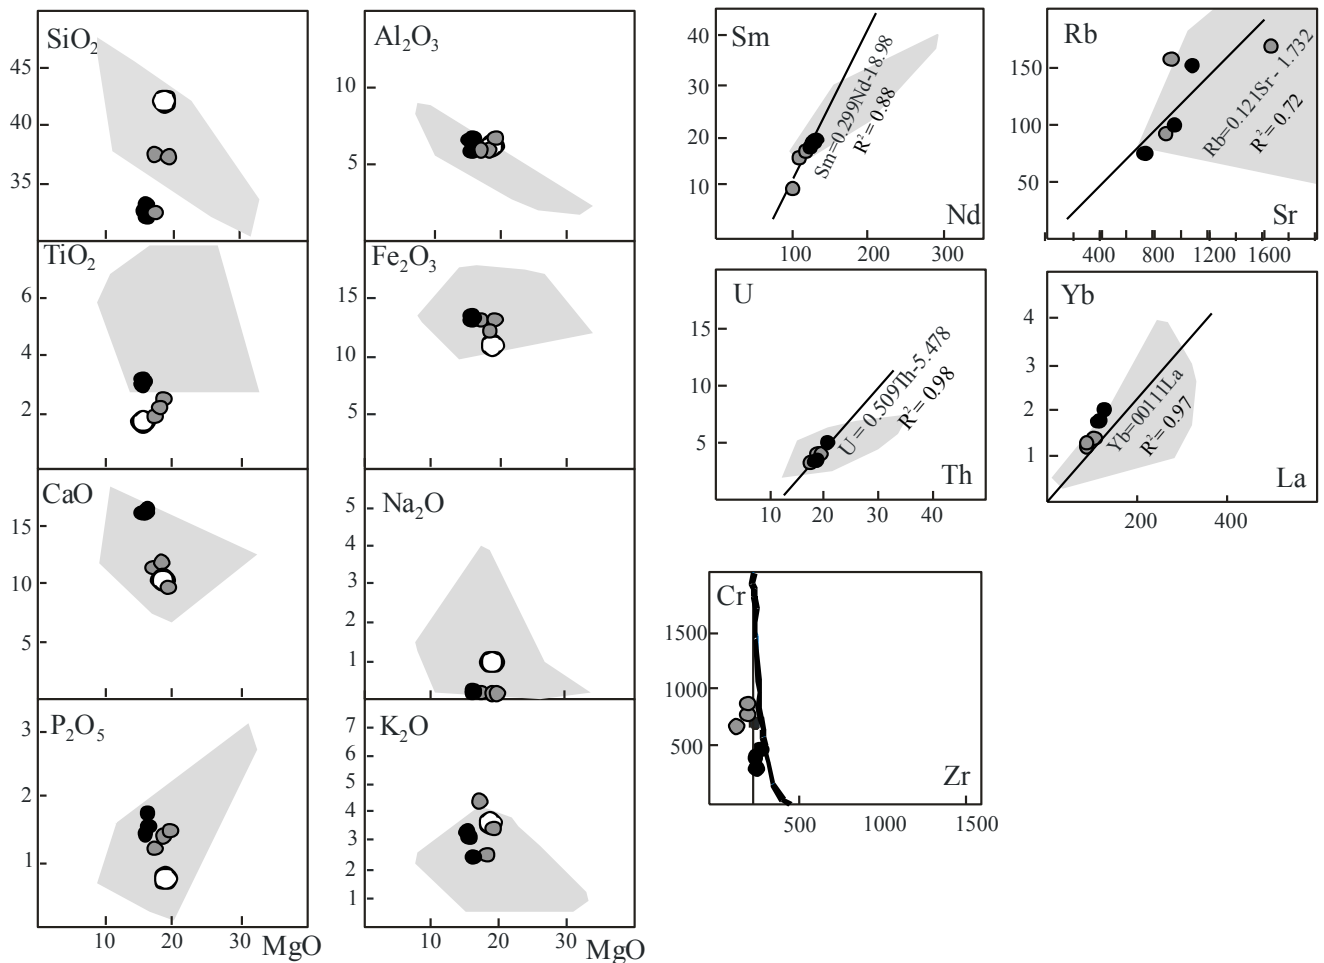 SiO₂
45
40
35
Al₂O₃
10
5
TiO₂
6
4
2
Fe₂O₃
15
10
5
CaO
15
10
5
Na₂O
5
4
3
2
1
P₂O₅
3
2
1
10
20
30
MgO
K₂O
7
6
5
4
3
2
1
10
20
30
MgO
Sm
40
30
20
10
Sm=0.299Nd-18.98
R²= 0.88
Nd
100
200
300
Rb
150
100
50
Rb=0.121Sr - 1.732
R²= 0.72
Sr
400
800
1200
1600
U
15
10
5
U = 0.509Th-5.478
R²= 0.98
Th
10
20
30
40
Yb
4
3
2
1
Yb=00111La
R²= 0.97
La
200
400
Cr
1500
1000
500
Zr
500
1000
1500